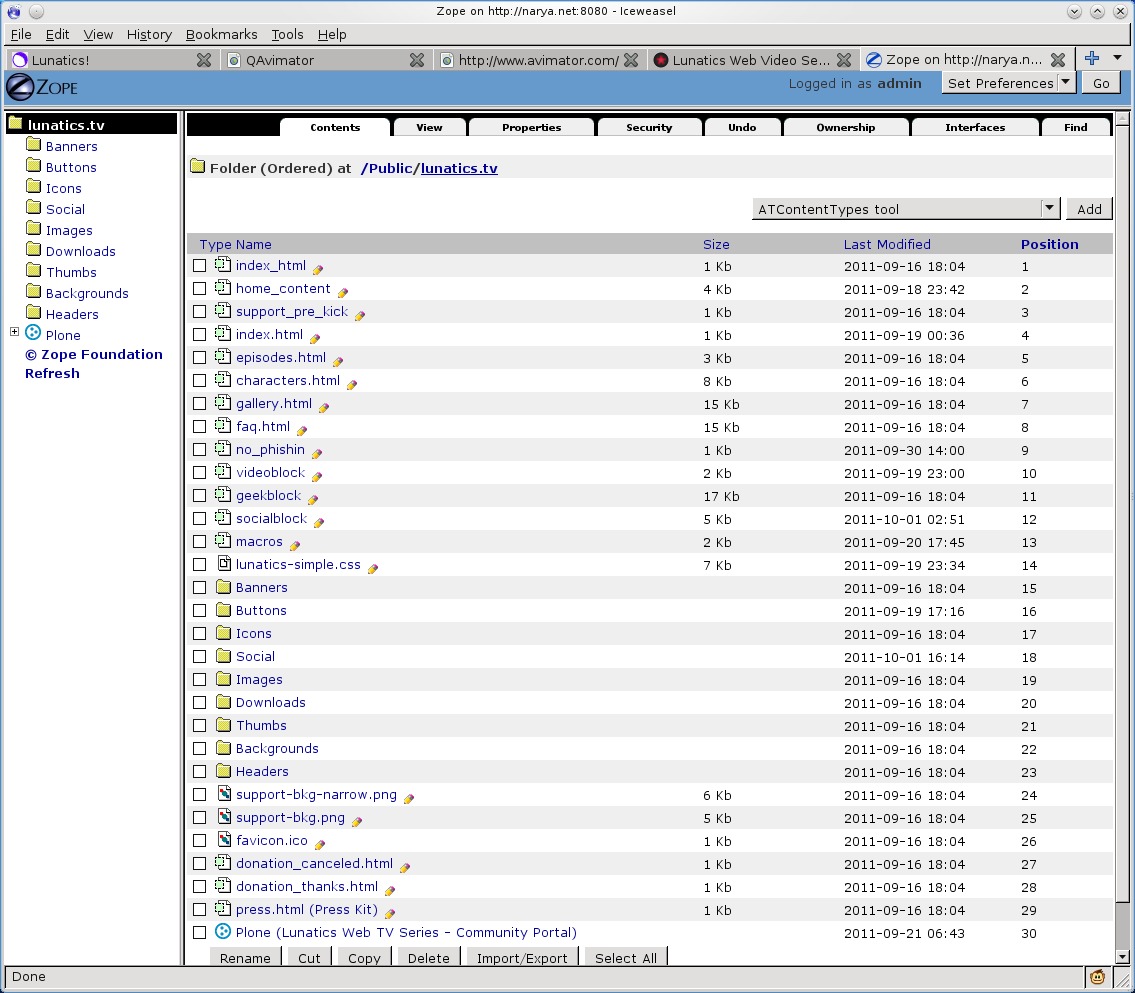 Zope on http://narya.net:8080 - Iceweasel
File Edit View History Bookmarks Tools Help
Lunatics! QAvimator http://www.avimator.com/ Lunatics Web Video Se... Zope on http://narya.n...
ZOPE Logged in as admin Set Preferences Go
lunatics.tv
Banners
Buttons
Icons
Social
Images
Downloads
Thumbs
Backgrounds
Headers
Plone
© Zope Foundation
Refresh
Contents View Properties Security Undo Ownership Interfaces Find
Folder (Ordered) at /Public/lunatics.tv
ATContentTypes tool Add
Type Name Size Last Modified Position
index_html 1 Kb 2011-09-16 18:04 1
home_content 4 Kb 2011-09-18 23:42 2
support_pre_kick 1 Kb 2011-09-16 18:04 3
index.html 1 Kb 2011-09-19 00:36 4
episodes.html 3 Kb 2011-09-16 18:04 5
characters.html 8 Kb 2011-09-16 18:04 6
gallery.html 15 Kb 2011-09-16 18:04 7
faq.html 15 Kb 2011-09-16 18:04 8
no_phishin 1 Kb 2011-09-30 14:00 9
videoblock 2 Kb 2011-09-19 23:00 10
geekblock 17 Kb 2011-09-16 18:04 11
socialblock 5 Kb 2011-10-01 02:51 12
macros 2 Kb 2011-09-20 17:45 13
lunatics-simple.css 7 Kb 2011-09-19 23:34 14
Banners 2011-09-16 18:04 15
Buttons 2011-09-19 17:16 16
Icons 2011-09-16 18:04 17
Social 2011-10-01 16:14 18
Images 2011-09-16 18:04 19
Downloads 2011-09-16 18:04 20
Thumbs 2011-09-16 18:04 21
Backgrounds 2011-09-16 18:04 22
Headers 2011-09-16 18:04 23
support-bkg-narrow.png 6 Kb 2011-09-16 18:04 24
support-bkg.png 5 Kb 2011-09-16 18:04 25
favicon.ico 1 Kb 2011-09-16 18:04 26
donation_canceled.html 1 Kb 2011-09-16 18:04 27
donation_thanks.html 1 Kb 2011-09-16 18:04 28
press.html (Press Kit) 1 Kb 2011-09-16 18:04 29
Plone (Lunatics Web TV Series - Community Portal) 2011-09-21 06:43 30
Rename Cut Copy Delete Import/Export Select All
Done